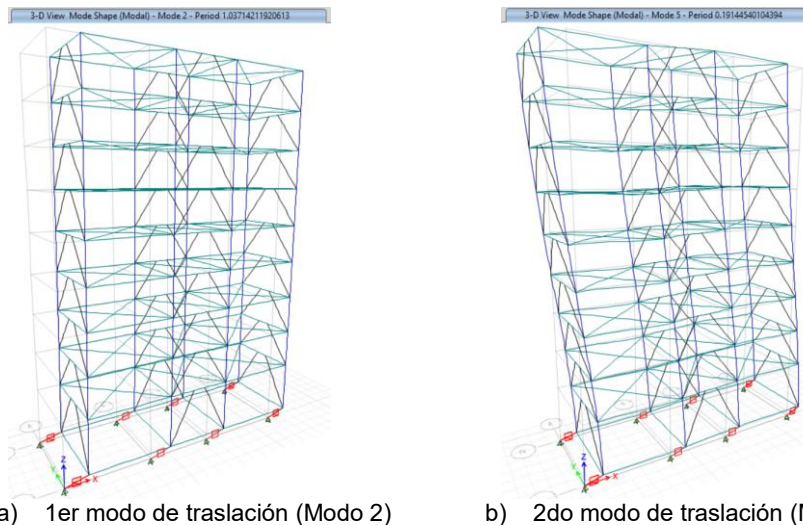 3-D View Mode Shape (Modal) - Mode 2 - Period 1.03714211920613
3-D View Mode Shape (Modal) - Mode 5 - Period 0.19144540104394
Z
Y
X
Z
Y
X
a) 1er modo de traslación (Modo 2)
b) 2do modo de traslación (M